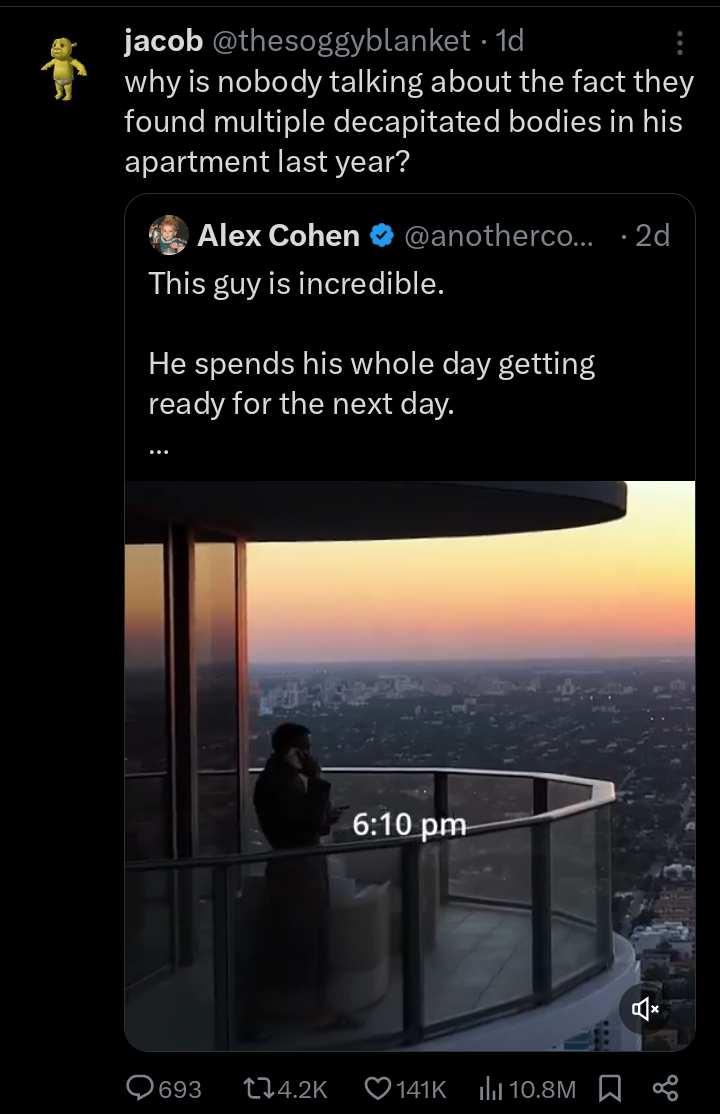 jacob @thesoggyblanket · 1d
why is nobody talking about the fact they
found multiple decapitated bodies in his
apartment last year?
Alex Cohen @anotherco... · 2d
This guy is incredible.
He spends his whole day getting
ready for the next day.
...
6:10 pm
693 4.2K 141K 10.8M